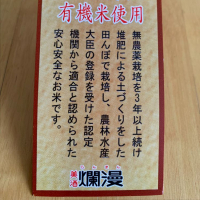 有機米使用
無農薬栽培を3年以上続け
堆肥による土づくりをした
田んぼで栽培し、農林水産
大臣の登録を受けた認定
機関から適合と認められた
安心安全なお米です。
美酒
爛漫